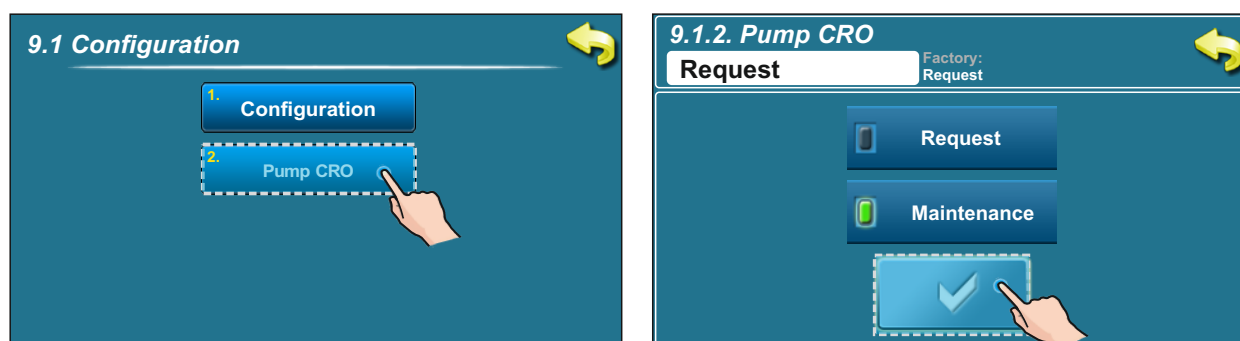 9.1 Configuration
1.
Configuration
2.
Pump CRO
9.1.2. Pump CRO
Request
Factory:
Request
Request
Maintenance